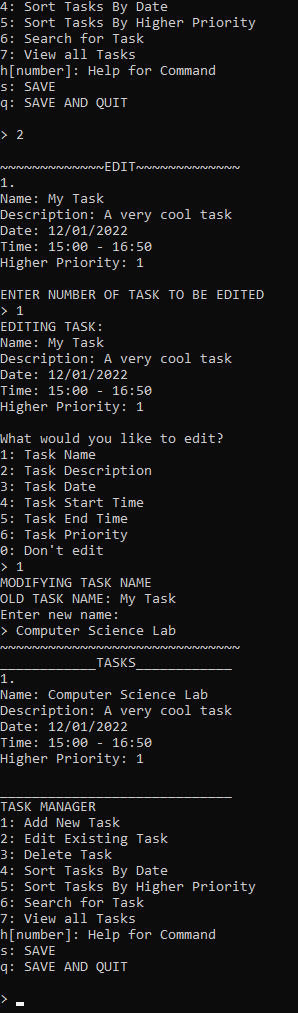 4: Sort Tasks By Date
5: Sort Tasks By Higher Priority
6: Search for Task
7: View all Tasks
h[number]: Help for Command
s: SAVE
q: SAVE AND QUIT
> 2
~~~~~~~~~~~~~EDIT~~~~~~~~~~~~~
1.
Name: My Task
Description: A very cool task
Date: 12/01/2022
Time: 15:00 - 16:50
Higher Priority: 1
ENTER NUMBER OF TASK TO BE EDITED
> 1
EDITING TASK:
Name: My Task
Description: A very cool task
Date: 12/01/2022
Time: 15:00 - 16:50
Higher Priority: 1
What would you like to edit?
1: Task Name
2: Task Description
3: Task Date
4: Task Start Time
5: Task End Time
6: Task Priority
0: Don't edit
> 1
MODIFYING TASK NAME
OLD TASK NAME: My Task
Enter new name:
> Computer Science Lab
~~~~~~~~~~~~~~~~~~~~~~~~~~~~~~
____________TASKS____________
1.
Name: Computer Science Lab
Description: A very cool task
Date: 12/01/2022
Time: 15:00 - 16:50
Higher Priority: 1
_____________________________
TASK MANAGER
1: Add New Task
2: Edit Existing Task
3: Delete Task
4: Sort Tasks By Date
5: Sort Tasks By Higher Priority
6: Search for Task
7: View all Tasks
h[number]: Help for Command
s: SAVE
q: SAVE AND QUIT
> _